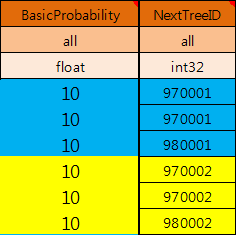 BasicProbability NextTreeID
all all
float int32
10 970001
10 970001
10 980001
10 970002
10 970002
10 980002